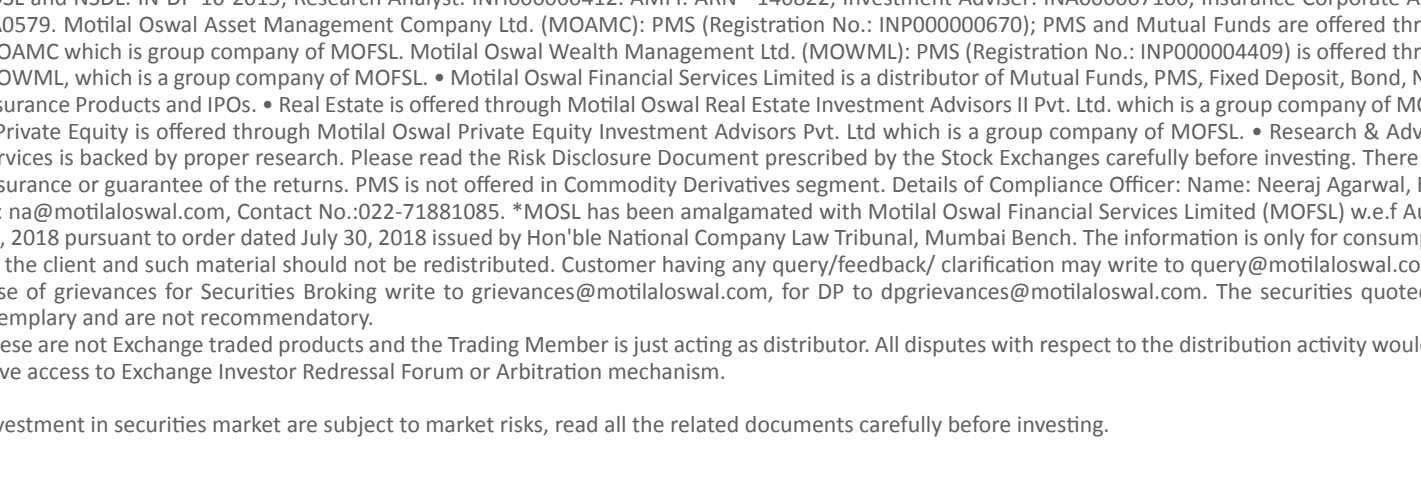 and NSDL: IN-DP-16-2015; Research Analyst: INH000000412. AMFI: ARN - 146822; Investment Adviser: INA000007100; Insurance Corporate
0579. Motilal Oswal Asset Management Company Ltd. (MOAMC): PMS (Registration No.: INP000000670); PMS and Mutual Funds are offered
OAMC which is group company of MOFSL. Motilal Oswal Wealth Management Ltd. (MOWML): PMS (Registration No.: INP000004409) is offered
OWML, which is a group company of MOFSL. • Motilal Oswal Financial Services Limited is a distributor of Mutual Funds, PMS, Fixed Deposit, Bond,
surance Products and IPOs. • Real Estate is offered through Motilal Oswal Real Estate Investment Advisors II Pvt. Ltd. which is a group company of
Private Equity is offered through Motilal Oswal Private Equity Investment Advisors Pvt. Ltd which is a group company of MOFSL. • Research & Adv
rvices is backed by proper research. Please read the Risk Disclosure Document prescribed by the Stock Exchanges carefully before investing. There
surance or guarantee of the returns. PMS is not offered in Commodity Derivatives segment. Details of Compliance Officer: Name: Neeraj Agarwal,
: na@motilaloswal.com, Contact No.:022-71881085. *MOSL has been amalgamated with Motilal Oswal Financial Services Limited (MOFSL) w.e.f Au
, 2018 pursuant to order dated July 30, 2018 issued by Hon'ble National Company Law Tribunal, Mumbai Bench. The information is only for consump
the client and such material should not be redistributed. Customer having any query/feedback/ clarification may write to query@motilaloswal.co
se of grievances for Securities Broking write to grievances@motilaloswal.com, for DP to dpgrievances@motilaloswal.com. The securities quoted
emplary and are not recommendatory.
ese are not Exchange traded products and the Trading Member is just acting as distributor. All disputes with respect to the distribution activity would
ve access to Exchange Investor Redressal Forum or Arbitration mechanism.
vestment in securities market are subject to market risks, read all the related documents carefully before investing.